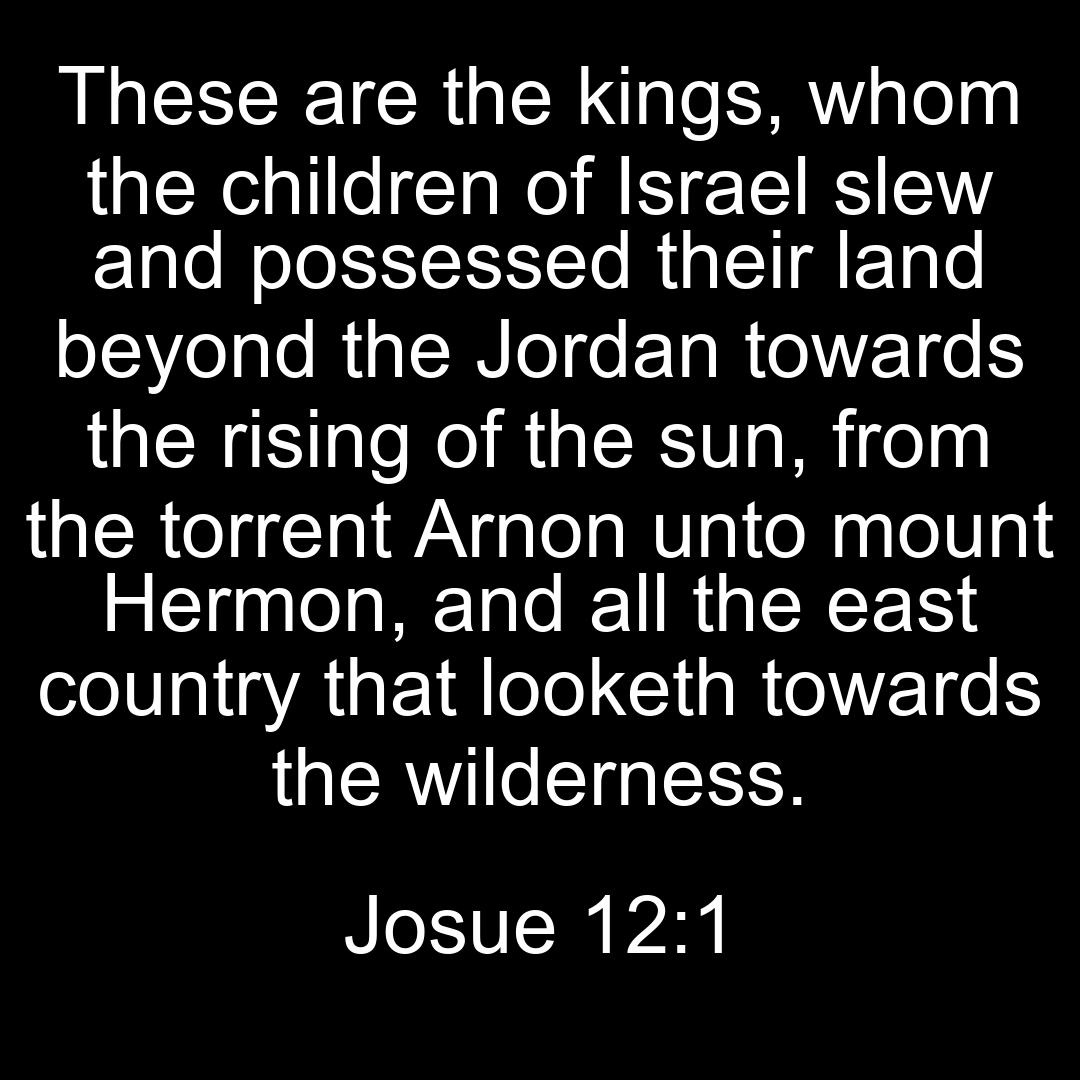 These are the kings, whom
the children of Israel slew
and possessed their land
beyond the Jordan towards
the rising of the sun, from
the torrent Arnon unto mount
Hermon, and all the east
country that looketh towards
the wilderness.
Josue 12:1